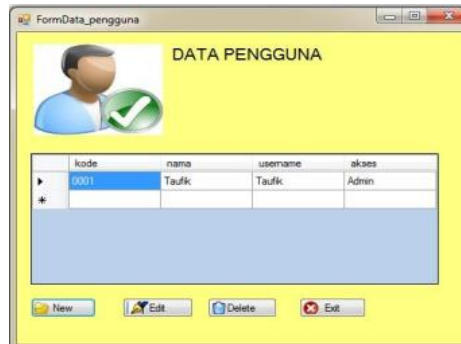 FormData_pengguna
DATA PENGGUNA
kode nama username akses
0001 Taufik Taufik Admin
New Edit Delete Exit